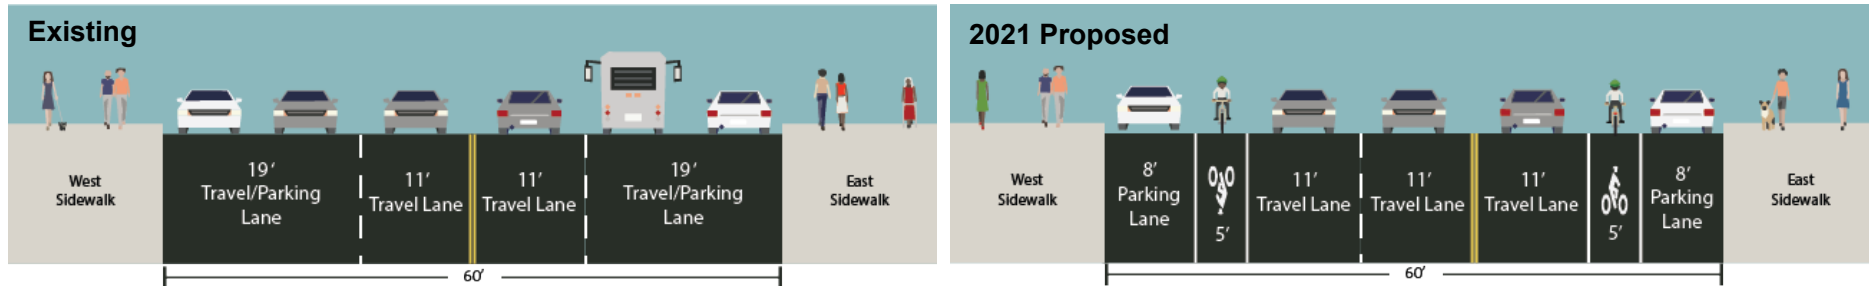 Existing
West
Sidewalk
19'
Travel/Parking
Lane
11'
Travel Lane
11'
Travel Lane
19'
Travel/Parking
Lane
East
Sidewalk
60'
2021 Proposed
West
Sidewalk
8'
Parking
Lane
5'
11'
Travel Lane
11'
Travel Lane
11'
Travel Lane
5'
8'
Parking
Lane
East
Sidewalk
60'